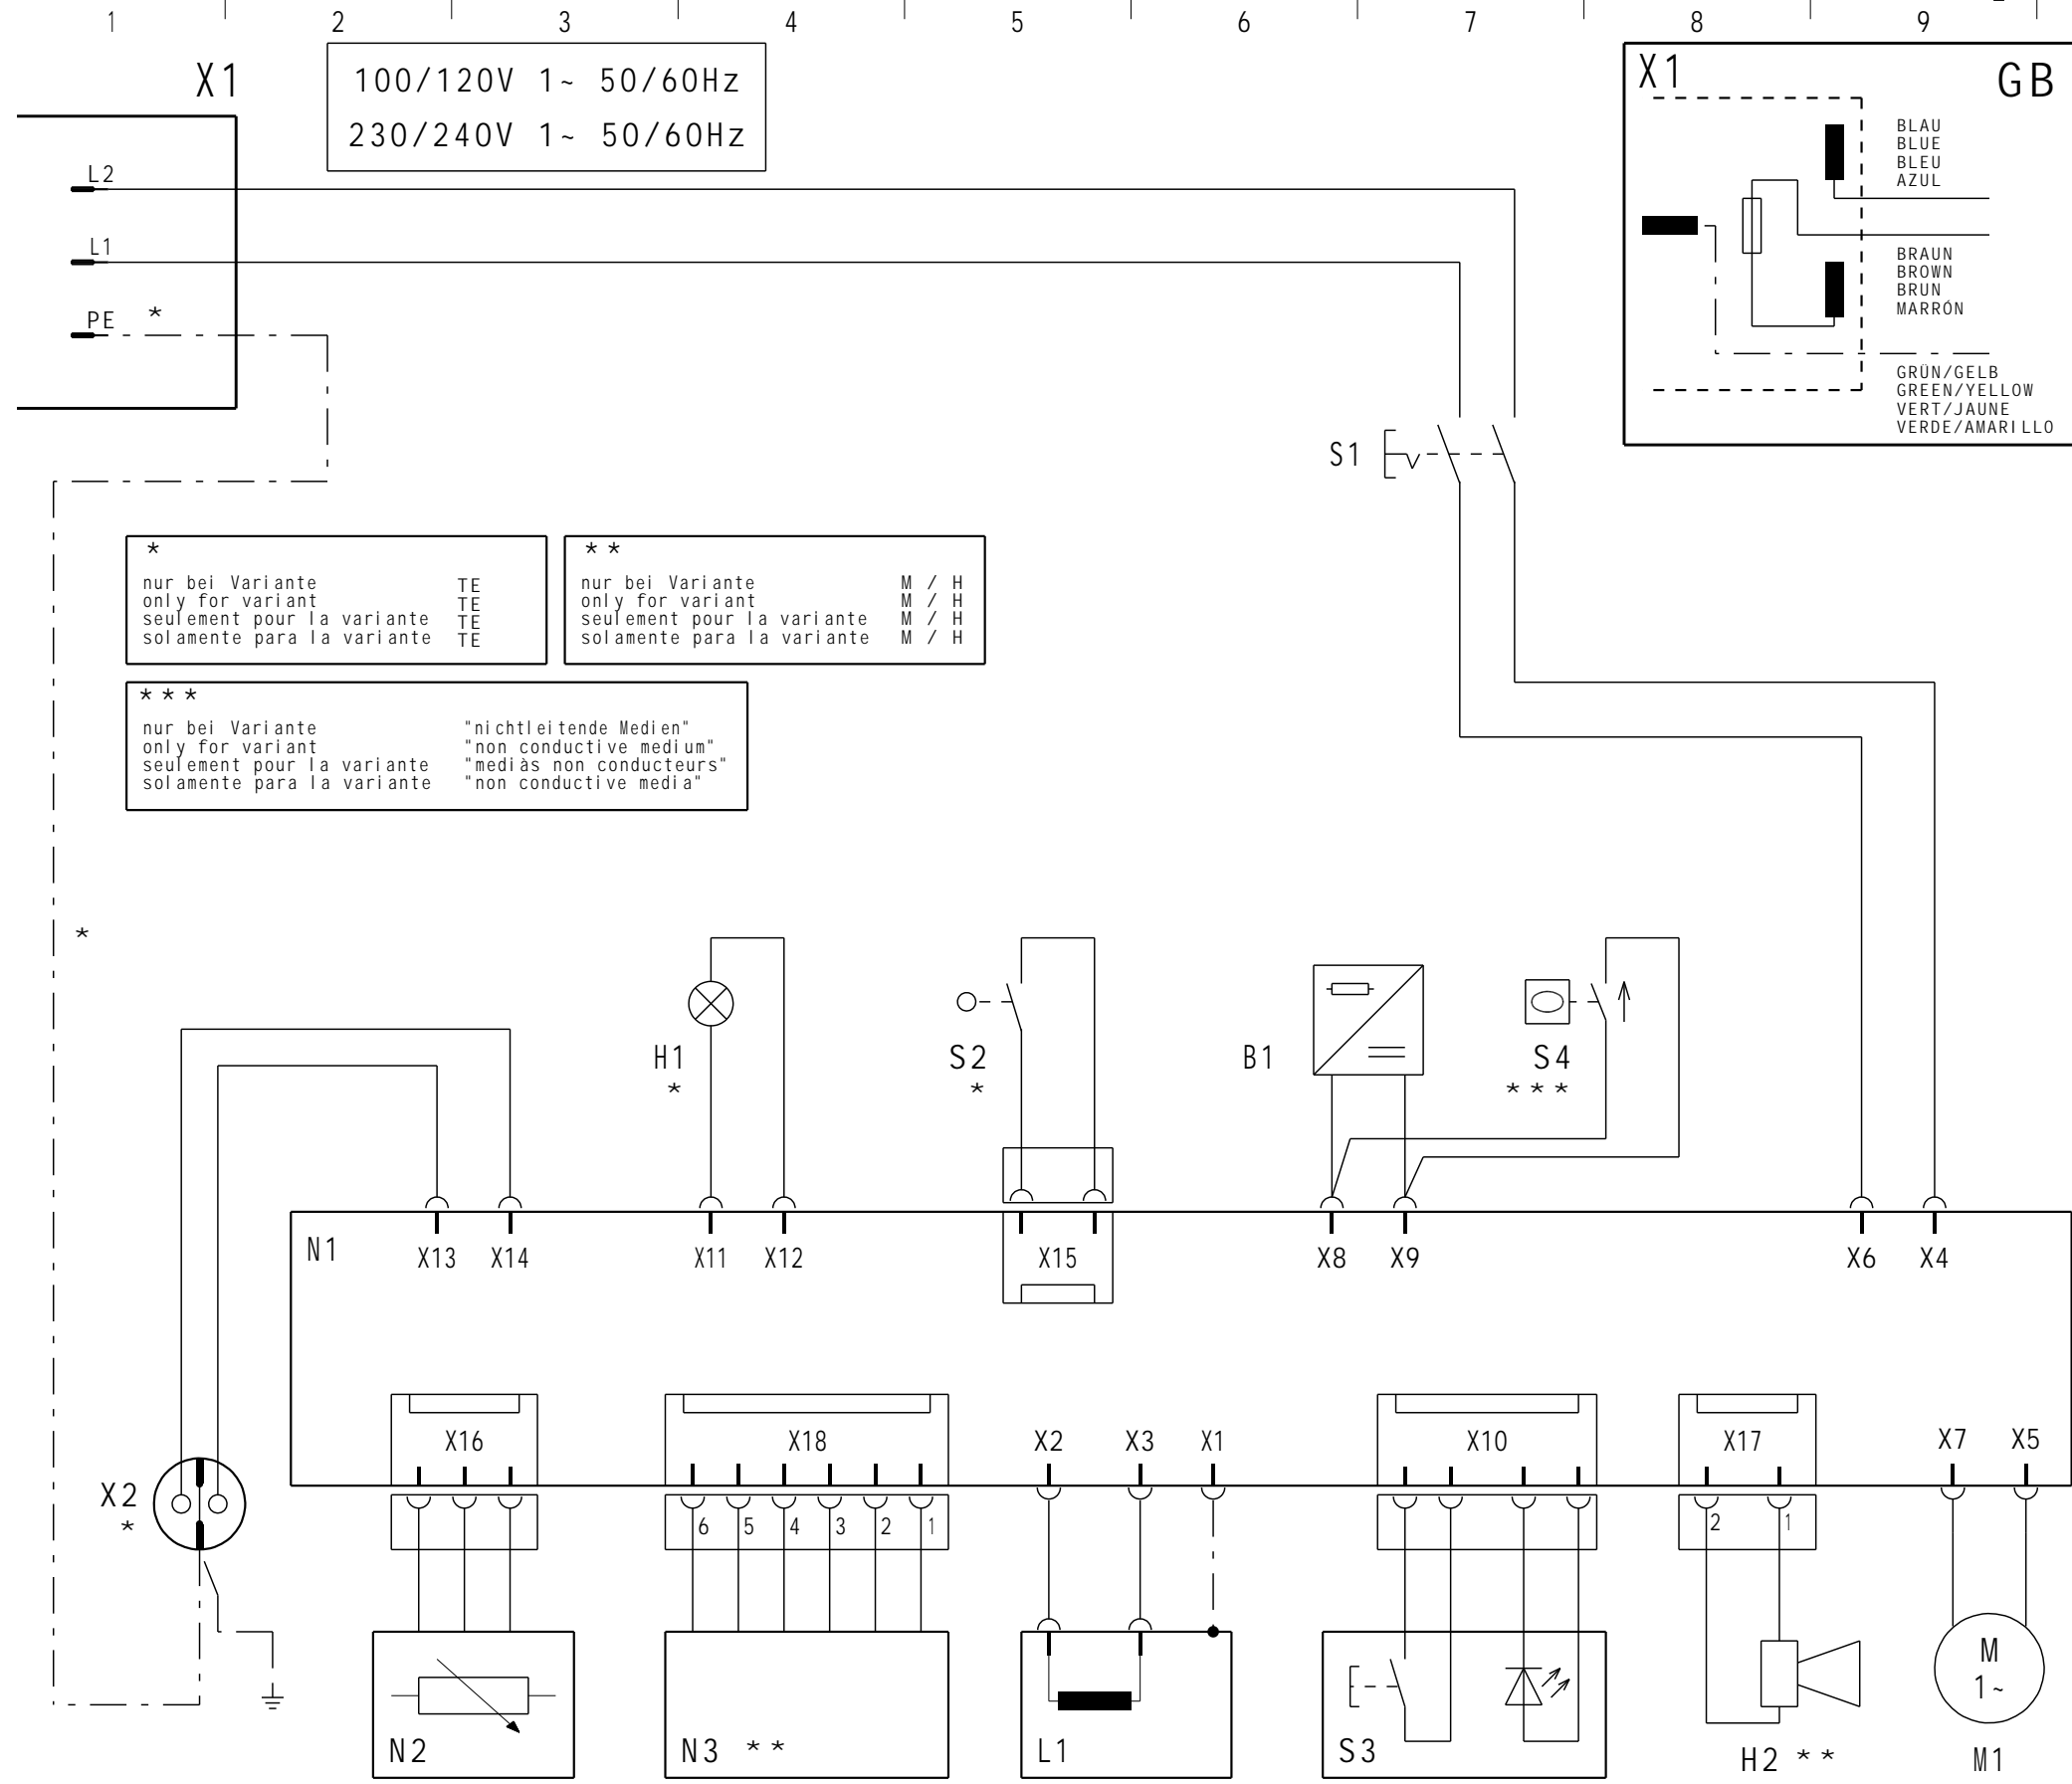 1 2 3 4 5 6 7 8 9
X1
100/120V 1~ 50/60Hz
230/240V 1~ 50/60Hz
L2
L1
PE *
X1 GB
BLAU
BLUE
BLEU
AZUL
BRAUN
BROWN
BRUN
MARRÓN
GRÜN/GELB
GREEN/YELLOW
VERT/JAUNE
VERDE/AMARILLO
S1
*
nur bei Variante TE
only for variant TE
seulement pour la variante TE
solamente para la variante TE
**
nur bei Variante M / H
only for variant M / H
seulement pour la variante M / H
solamente para la variante M / H
***
nur bei Variante "nichtleitende Medien"
only for variant "non conductive medium"
seulement pour la variante "mediàs non conducteurs"
solamente para la variante "non conductive media"
*
H1
*
S2
*
B1
S4
***
N1 X13 X14 X11 X12 X15 X8 X9 X6 X4
X16 X18 X2 X3 X1 X10 X17 X7 X5
X2
*
6 5 4 3 2 1
2 1
M
1~
N2
N3 **
L1
S3
H2 **
M1